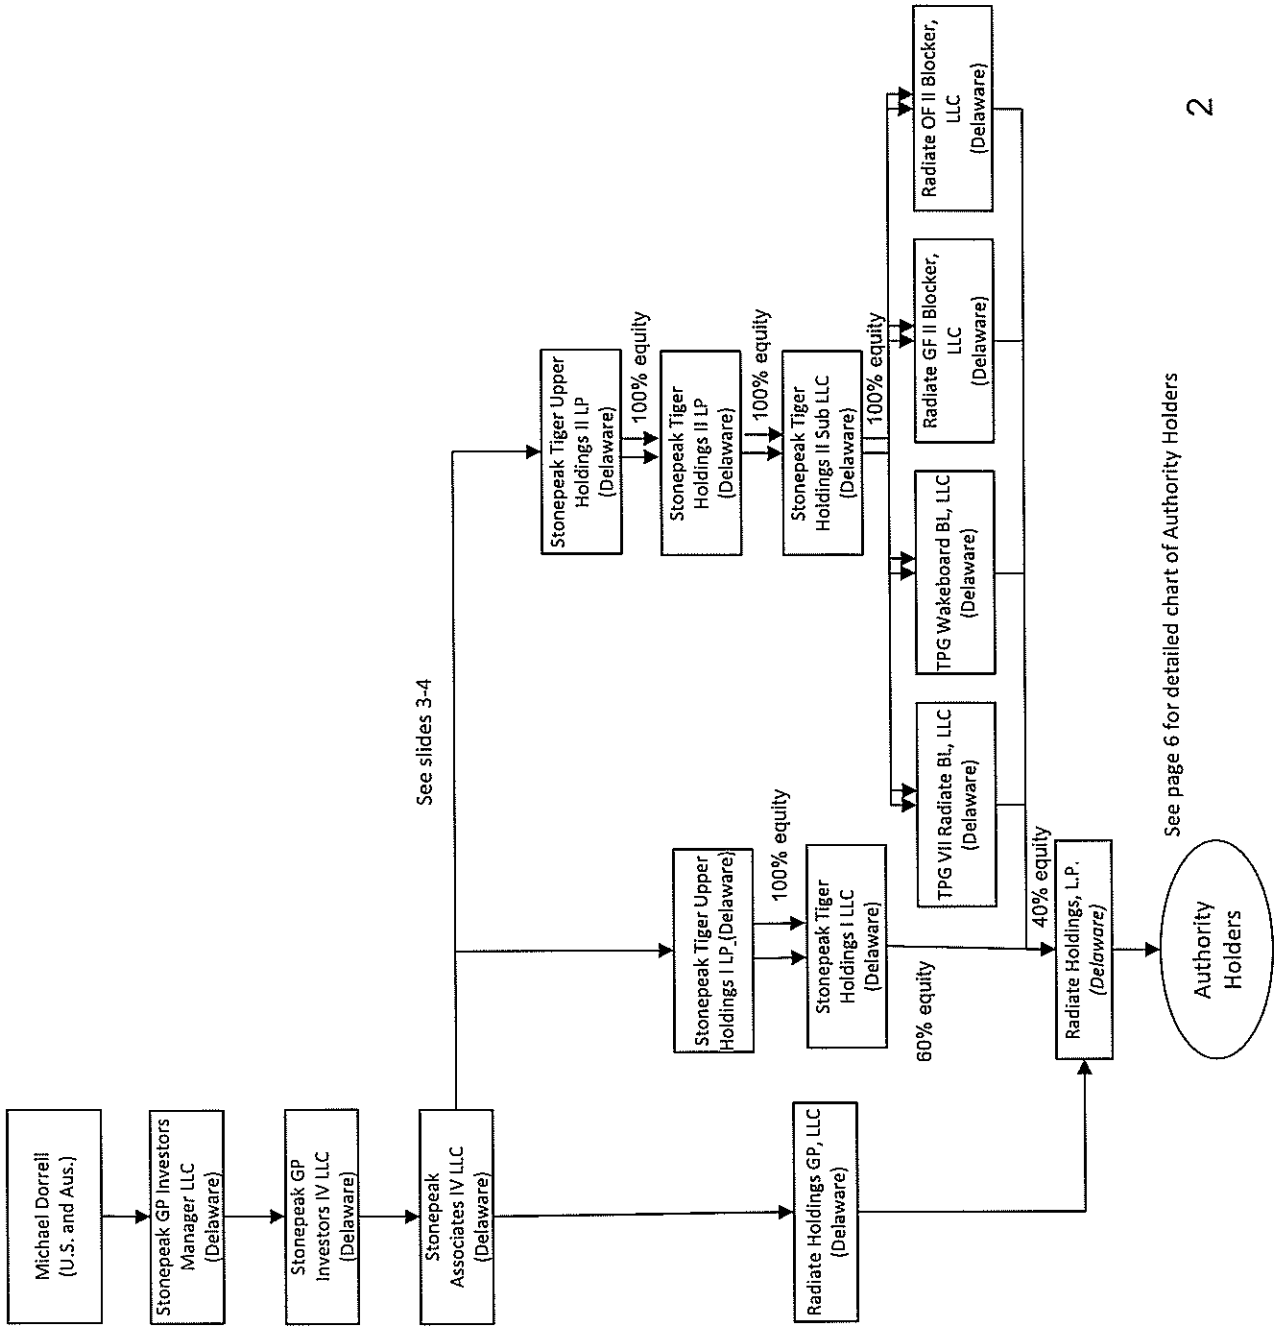 Michael Dorrell
(U.S. and Aus.)
Stonepeak GP Investors
Manager LLC
(Delaware)
Stonepeak GP
Investors IV LLC
(Delaware)
Stonepeak
Associates IV LLC
(Delaware)
See slides 3-4
Stonepeak Tiger Upper
Holdings II LP
(Delaware)
100% equity
Stonepeak Tiger
Holdings II LP
(Delaware)
100% equity
Stonepeak Tiger
Holdings II Sub LLC
(Delaware)
100% equity
Stonepeak Tiger Upper
Holdings I LP (Delaware)
100% equity
Stonepeak Tiger
Holdings I LLC
(Delaware)
60% equity
TPG VII Radiate BL, LLC
(Delaware)
TPG Wakeboard BL, LLC
(Delaware)
Radiate GF II Blocker,
LLC
(Delaware)
Radiate OF II Blocker,
LLC
(Delaware)
40% equity
Radiate Holdings GP, LLC
(Delaware)
Radiate Holdings, L.P.
(Delaware)
Authority
Holders
See page 6 for detailed chart of Authority Holders
2